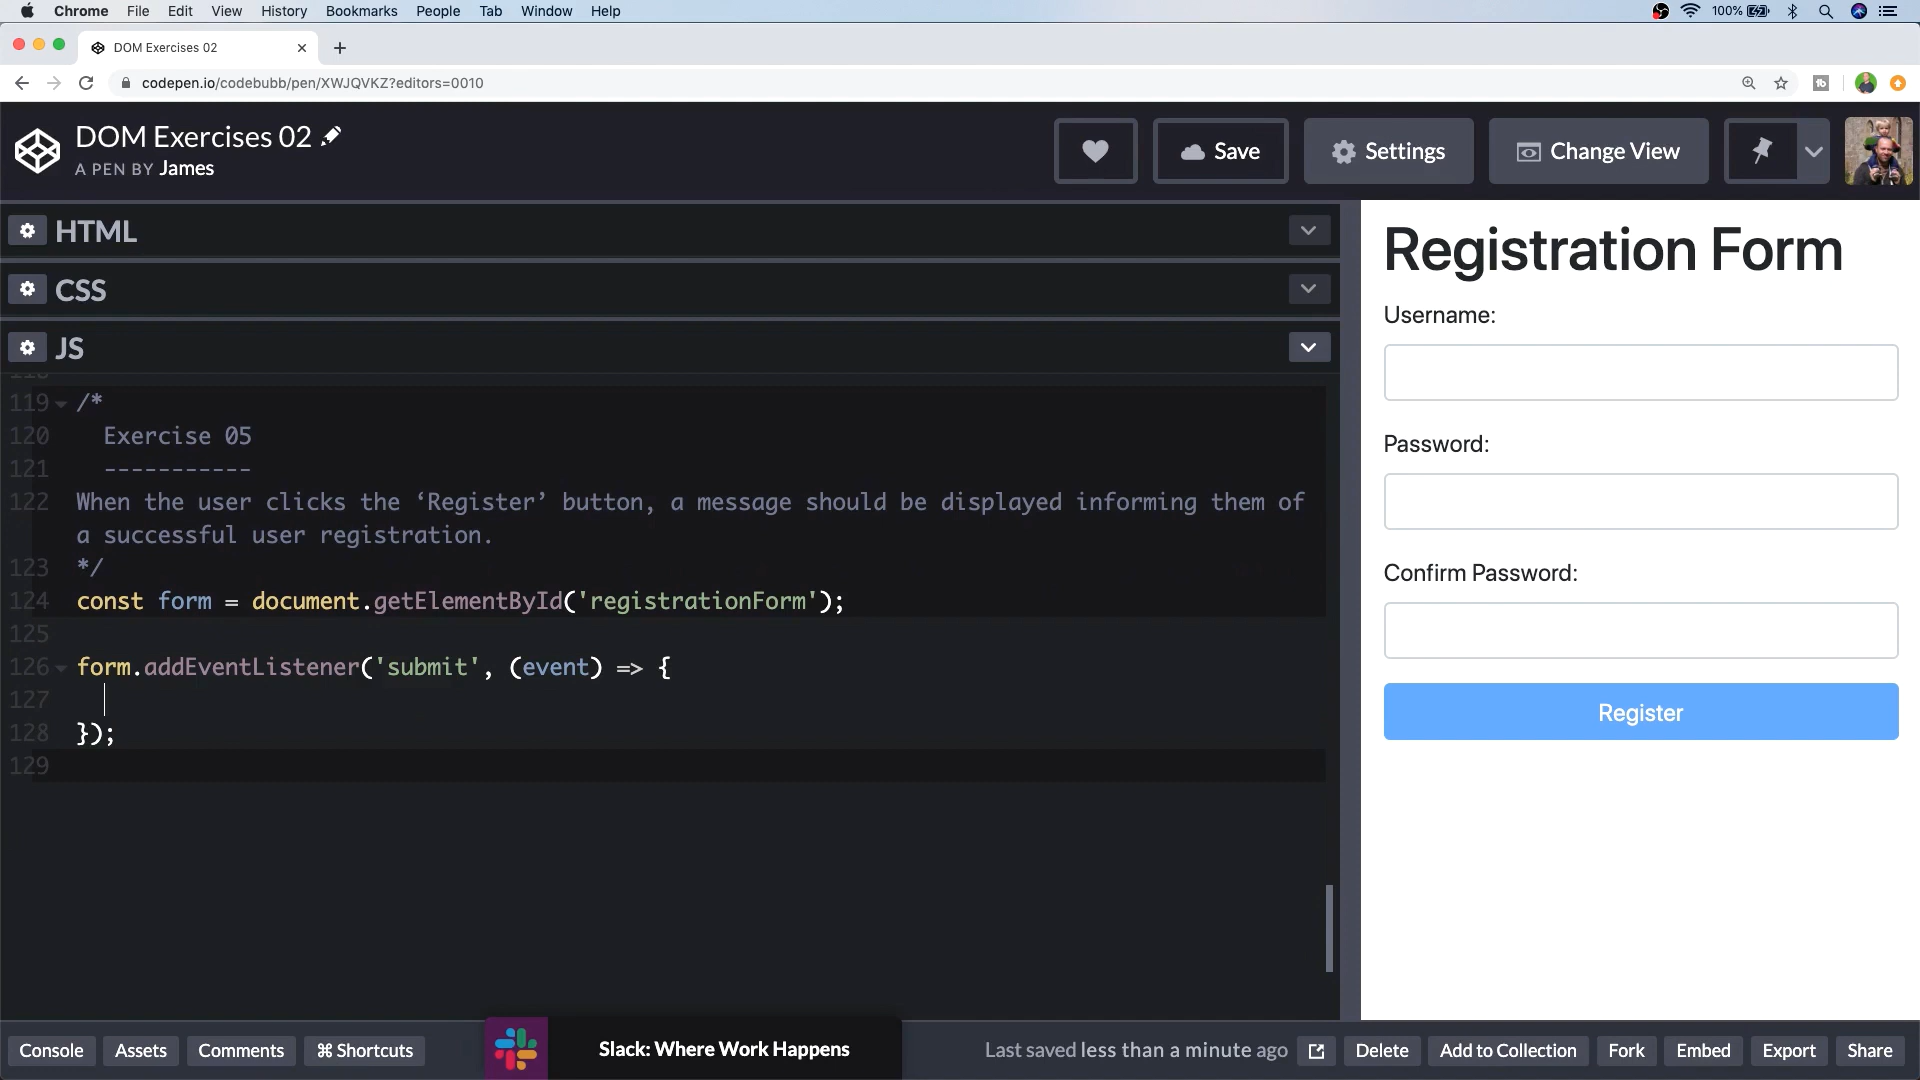 Chrome File Edit View History Bookmarks People Tab Window Help
100%
DOM Exercises 02
codepen.io/codebubb/pen/XWJQVKZ?editors=0010
DOM Exercises 02
A PEN BY James
Save
Settings
Change View
HTML
CSS
JS
119 /*
120 Exercise 05
121 -----------
122 When the user clicks the ‘Register’ button, a message should be displayed informing them of
a successful user registration.
123 */
124 const form = document.getElementById('registrationForm');
125
126 form.addEventListener('submit', (event) => {
127
128 });
129
Registration Form
Username:
Password:
Confirm Password:
Register
Console Assets Comments ⌘ Shortcuts
Slack: Where Work Happens
Last saved less than a minute ago
Delete Add to Collection Fork Embed Export Share